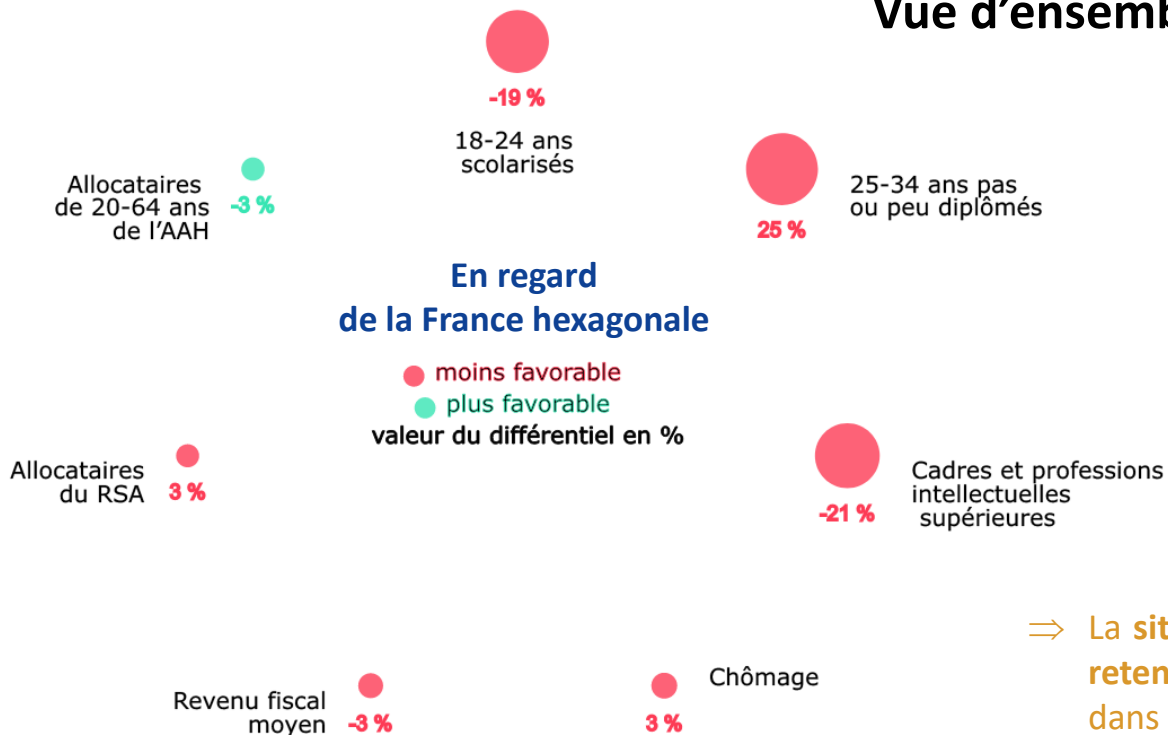 Vue d'ensemb
-19 %
18-24 ans
scolarisés
Allocataires
de 20-64 ans
de l'AAH
-3 %
25-34 ans pas
ou peu diplômés
25 %
En regard
de la France hexagonale
moins favorable
plus favorable
valeur du différentiel en %
Allocataires
du RSA
3 %
Cadres et professions
intellectuelles
supérieures
-21 %
⇒ La sit
reten
dans
Revenu fiscal
moyen
-3 %
Chômage
3 %